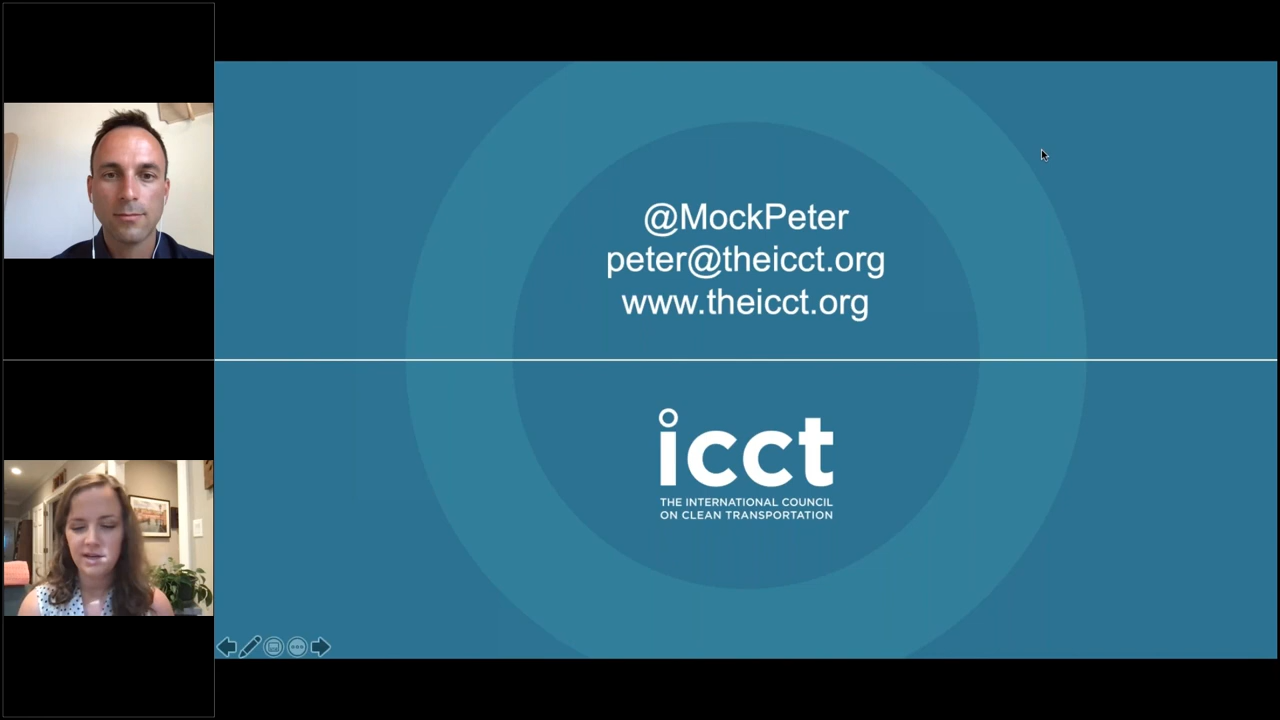 @MockPeter
peter@theicct.org
www.theicct.org
icct
THE INTERNATIONAL COUNCIL
ON CLEAN TRANSPORTATION